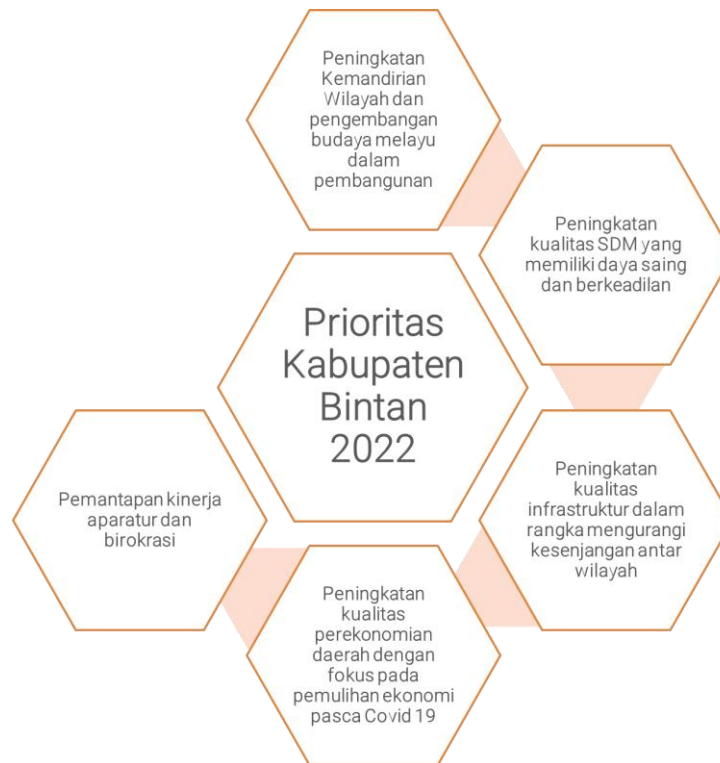 Peningkatan
Kemandirian
Wilayah dan
pengembangan
budaya melayu
dalam
pembangunan
Peningkatan
kualitas SDM yang
memiliki daya saing
dan berkeadilan
Prioritas
Kabupaten
Bintan
2022
Peningkatan
kualitas
infrastruktur dalam
rangka mengurangi
kesenjangan antar
wilayah
Peningkatan
kualitas
perekonomian
daerah dengan
fokus pada
pemulihan ekonomi
pasca Covid 19
Pemantapan kinerja
aparatur dan
birokrasi